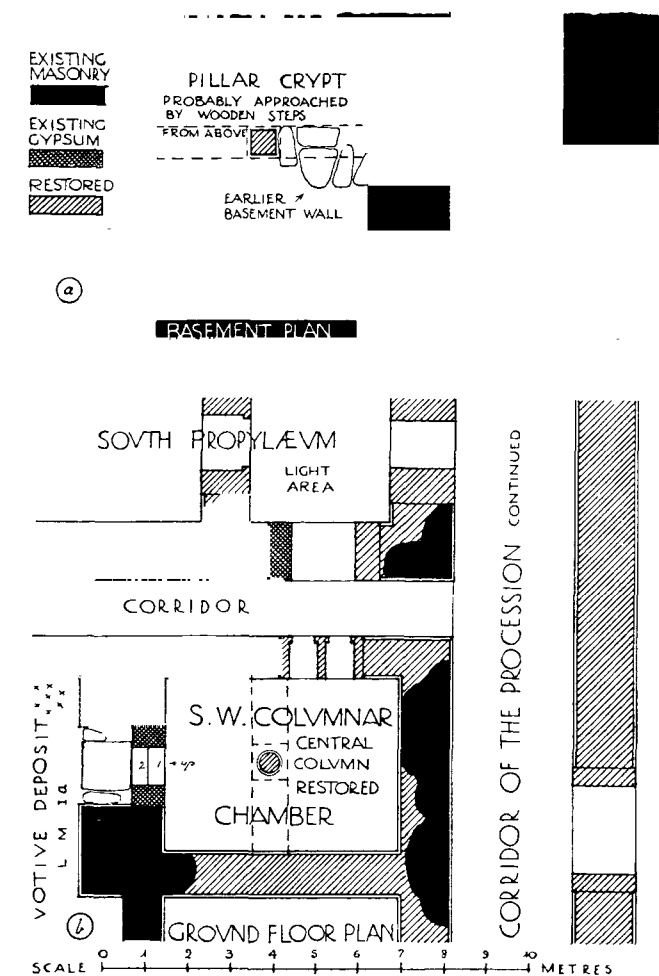 EXISTING
MASONRY
EXISTING
GYPSUM
RESTORED
PILLAR CRYPT
PROBABLY APPROACHED
BY WOODEN STEPS
FROM ABOVE
EARLIER
BASEMENT WALL
a
BASEMENT PLAN
SOVTH PROPYLÆVM
LIGHT
AREA
CORRIDOR
CORRIDOR OF THE PROCESSION CONTINUED
VOTIVE DEPOSIT
L M 1a
2 1 up
S.W. COLVMNAR
CENTRAL
COLVMN
RESTORED
CHAMBER
b
GROVND FLOOR PLAN
SCALE 0 1 2 3 4 5 6 7 8 9 10 METRES